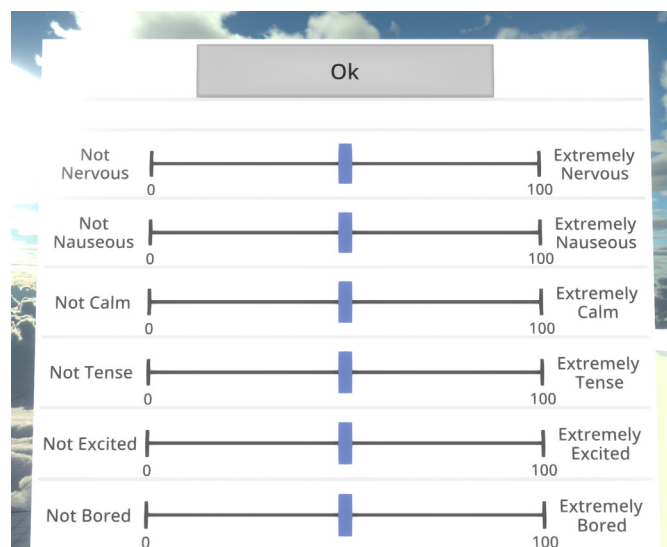 Ok
Not
Nervous
0
100
Extremely
Nervous
Not
Nauseous
0
100
Extremely
Nauseous
Not Calm
0
100
Extremely
Calm
Not Tense
0
100
Extremely
Tense
Not Excited
0
100
Extremely
Excited
Not Bored
0
100
Extremely
Bored